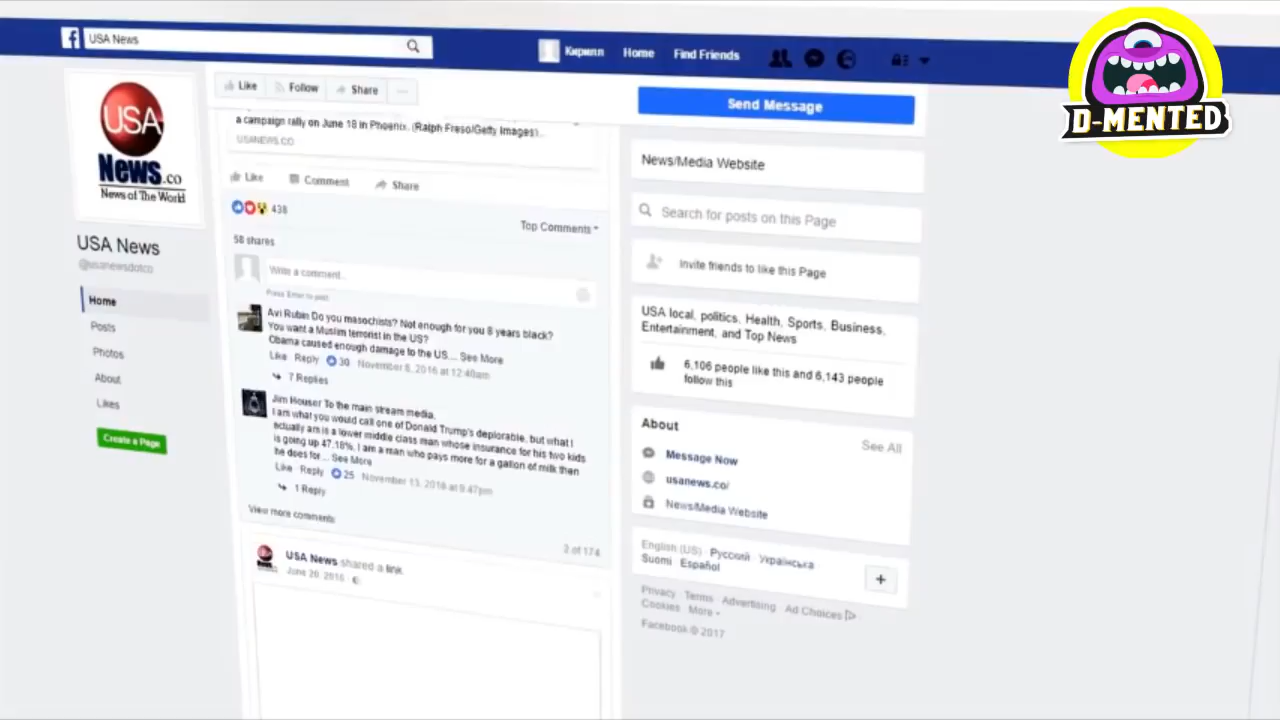 USA News
Кирилл
Home
Find Friends
D-MENTED
USA
News.co
News of The World
USA News
@usanewsdotco
Home
Posts
Photos
About
Likes
Create a Page
Like
Follow
Share
a campaign rally on June 18 in Phoenix. (Ralph Freso/Getty Images)
USANEWS.CO
Like
Comment
Share
438
Top Comments
58 shares
Write a comment...
Press Enter to post.
Avi Rubin Do you masochists? Not enough for you 8 years black?
You want a Muslim terrorist in the US?
Obama caused enough damage to the US... See More
Like Reply 30 November 8, 2016 at 12:40am
7 Replies
Jim Houser To the main stream media,
I am what you would call one of Donald Trump's deplorable, but what I
actually am is a lower middle class man whose insurance for his two kids
is going up 47.18%. I am a man who pays more for a gallon of milk then
he does for... See More
Like Reply 25 November 13, 2016 at 9:47pm
1 Reply
View more comments
2 of 174
USA News shared a link.
June 20, 2016
Send Message
News/Media Website
Search for posts on this Page
Invite friends to like this Page
USA local, politics, Health, Sports, Business,
Entertainment, and Top News
6,106 people like this and 6,143 people
follow this
About
See All
Message Now
usanews.co/
News/Media Website
English (US) Русский Українська
Suomi Español
Privacy Terms Advertising Ad Choices
Cookies More
Facebook © 2017